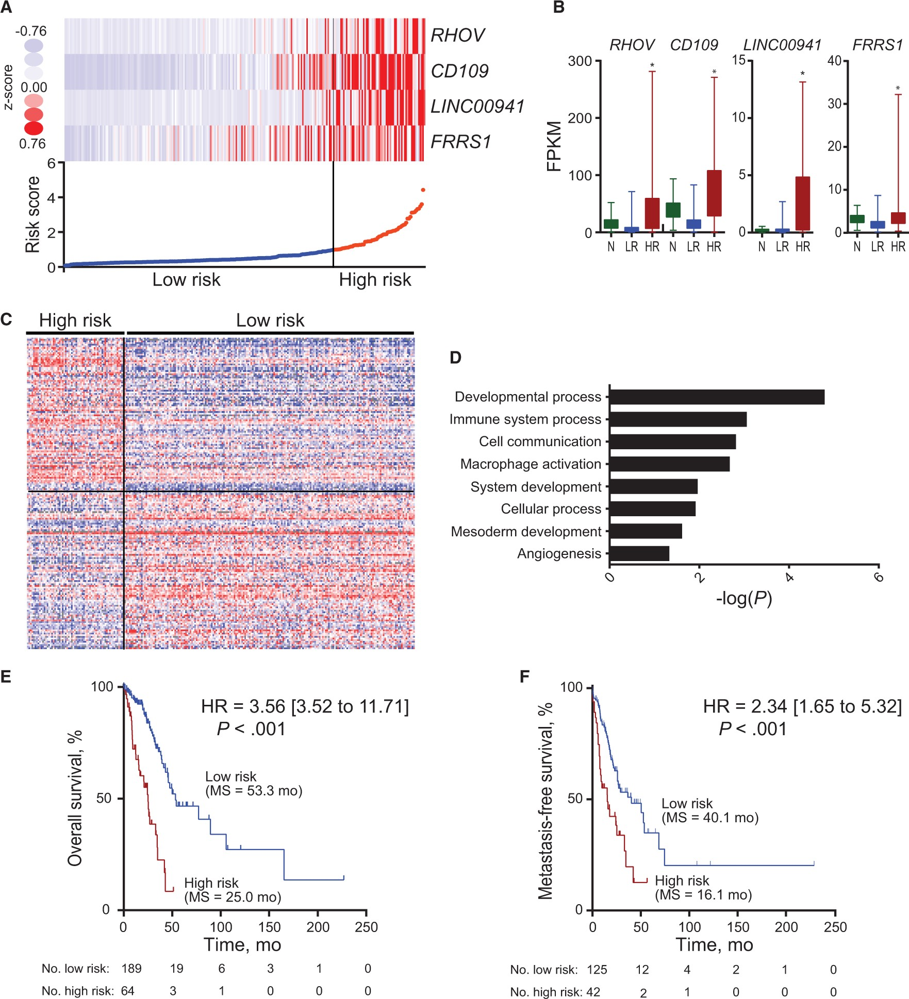 A
-0.76
0.00
0.76
z-score
RHOV
CD109
LINC00941
FRRS1
6
4
2
0
Risk score
Low risk
High risk
B
RHOV CD109 LINC00941 FRRS1
FPKM
300
200
100
0
* *
N LR HR N LR HR
15
10
5
0
*
N LR HR
40
30
20
10
0
*
N LR HR
C
High risk
Low risk
D
Developmental process
Immune system process
Cell communication
Macrophage activation
System development
Cellular process
Mesoderm development
Angiogenesis
0 2 4 6
-log(P)
E
100
50
0
Overall survival, %
HR = 3.56 [3.52 to 11.71]
P < .001
Low risk
(MS = 53.3 mo)
High risk
(MS = 25.0 mo)
0 50 100 150 200 250
Time, mo
No. low risk: 189 19 6 3 1 0
No. high risk: 64 3 1 0 0 0
F
100
50
0
Metastasis-free survival, %
HR = 2.34 [1.65 to 5.32]
P < .001
Low risk
(MS = 40.1 mo)
High risk
(MS = 16.1 mo)
0 50 100 150 200 250
Time, mo
No. low risk: 125 12 4 2 1 0
No. high risk: 42 2 1 0 0 0